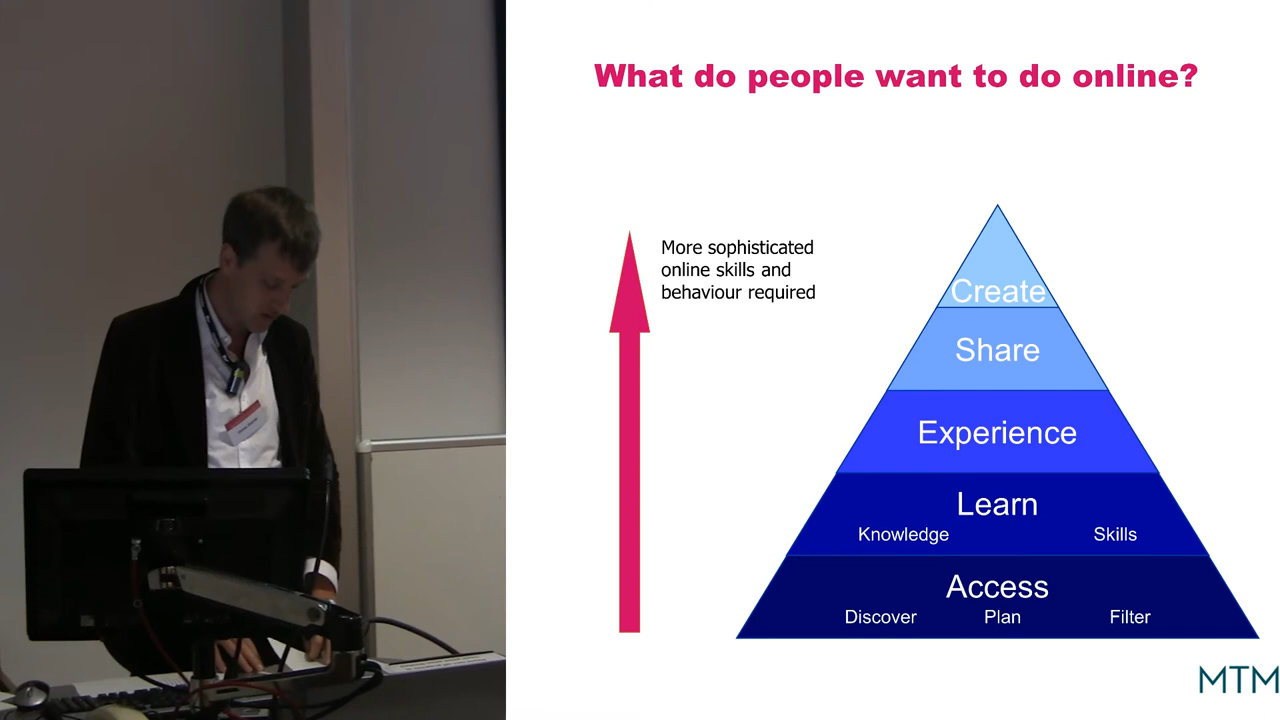 What do people want to do online?
More sophisticated
online skills and
behaviour required
Create
Share
Experience
Learn
Knowledge Skills
Access
Discover Plan Filter
MTM